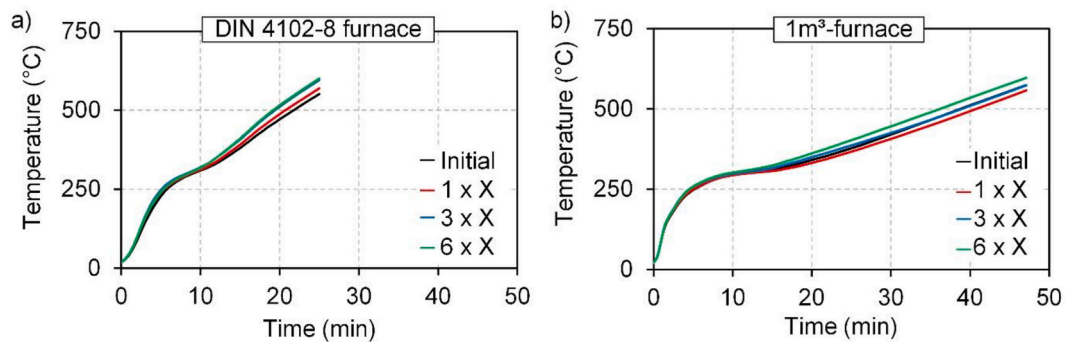 a)
DIN 4102-8 furnace
Temperature (°C)
750
500
250
0
Initial
1 x X
3 x X
6 x X
0 10 20 30 40 50
Time (min)
b)
1m³-furnace
Temperature (°C)
750
500
250
0
Initial
1 x X
3 x X
6 x X
0 10 20 30 40 50
Time (min)